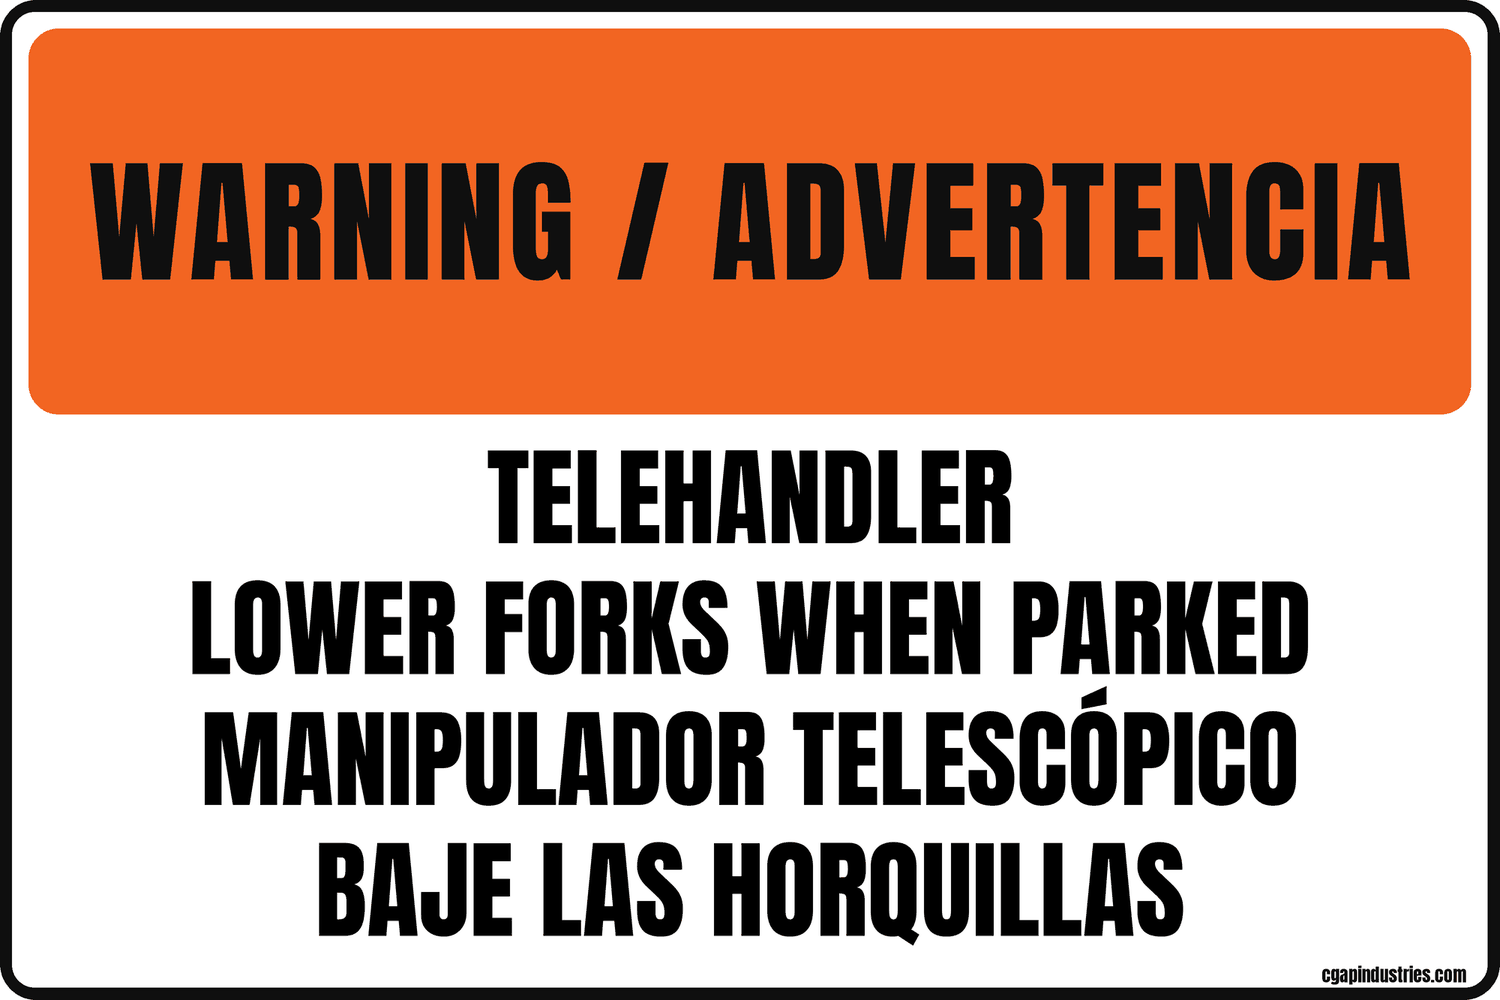 WARNING / ADVERTENCIA
TELEHANDLER
LOWER FORKS WHEN PARKED
MANIPULADOR TELESCÓPICO
BAJE LAS HORQUILLAS
cgapindustries.com